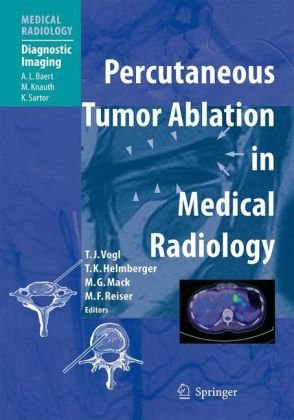 MEDICAL
RADIOLOGY
Diagnostic
Imaging
A. L. Baert
M. Knauth
K. Sartor
Percutaneous
Tumor Ablation
in
Medical
Radiology
T. J. Vogl
T. K. Helmberger
M. G. Mack
M. F. Reiser
Editors
Springer